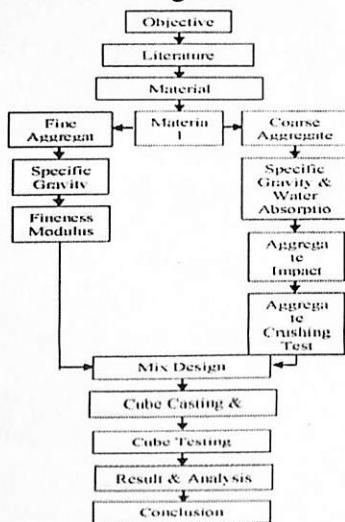 Objective
Literature
Material
Fine
Aggregat
Materia
l
Coarse
Aggregate
Specific
Gravity
Fineness
Modulus
Specific
Gravity &
Water
Absorptio
Aggrega
te
Impact
Aggrega
te
Crushing
Test
Mix Design
Cube Casting &
Cube Testing
Result & Analysis
Conclusion